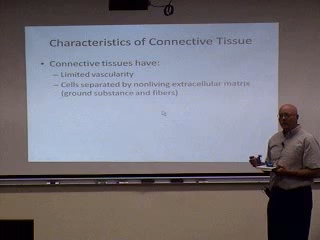 Characteristics of Connective Tissue
• Connective tissues have:
– Limited vascularity
– Cells separated by nonliving extracellular matrix
(ground substance and fibers)